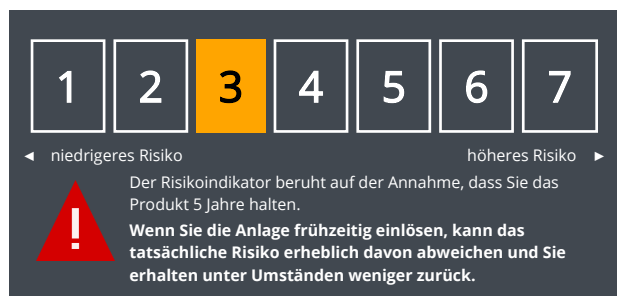 1 2 3 4 5 6 7
◄ niedrigeres Risiko höheres Risiko ►
Der Risikoindikator beruht auf der Annahme, dass Sie das
Produkt 5 Jahre halten.
!
Wenn Sie die Anlage frühzeitig einlösen, kann das
tatsächliche Risiko erheblich davon abweichen und Sie
erhalten unter Umständen weniger zurück.